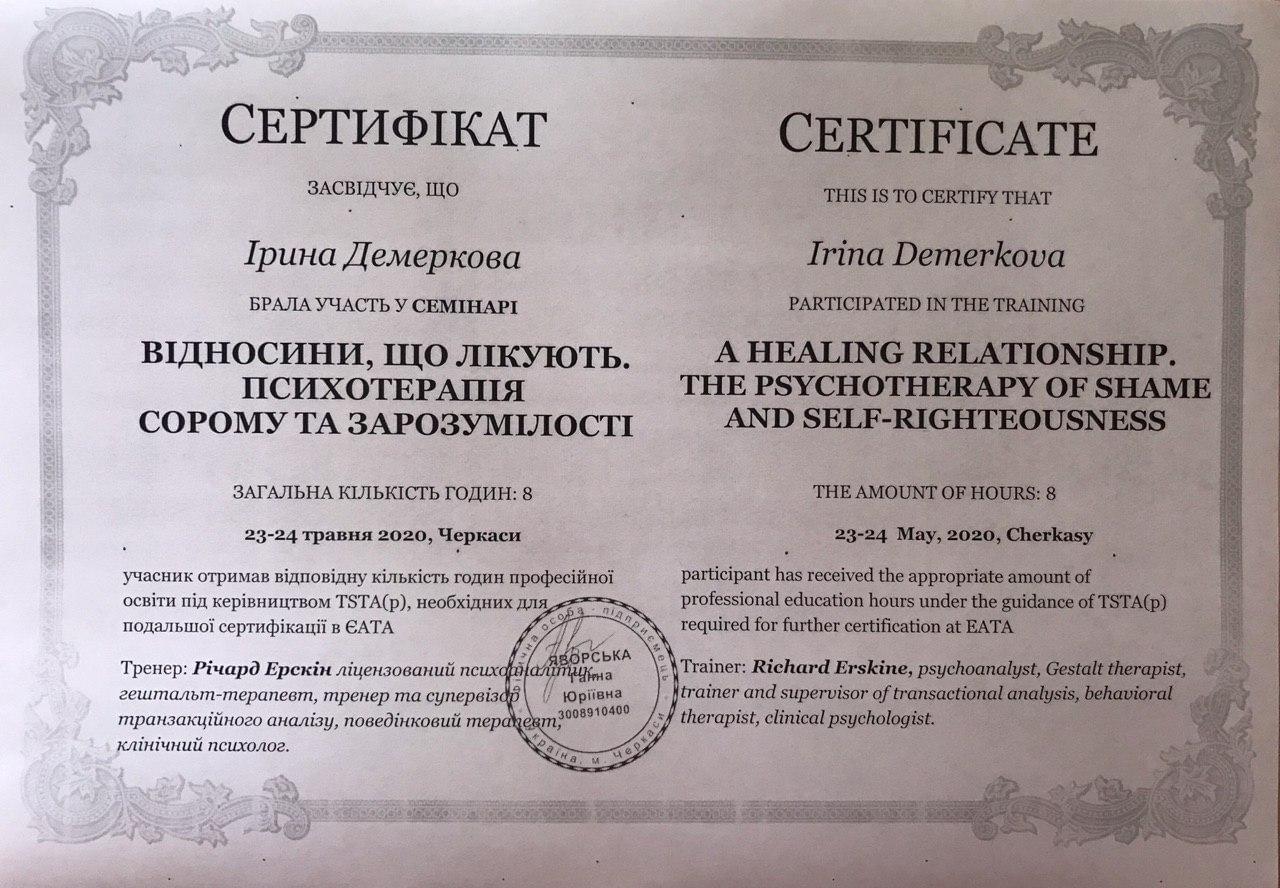 СЕРТИФІКАТ
ЗАСВІДЧУЄ, ЩО
Ірина Демеркова
БРАЛА УЧАСТЬ У СЕМІНАРІ
ВІДНОСИНИ, ЩО ЛІКУЮТЬ.
ПСИХОТЕРАПІЯ
СОРОМУ ТА ЗАРОЗУМІЛОСТІ
ЗАГАЛЬНА КІЛЬКІСТЬ ГОДИН: 8
23-24 травня 2020, Черкаси
учасник отримав відповідну кількість годин професійної
освіти під керівництвом TSTA(p), необхідних для
подальшої сертифікації в ЄАТА
Тренер: Річард Ерскін ліцензований психоаналітик,
гештальт-терапевт, тренер та супервізор
транзакційного аналізу, поведінковий терапевт,
клінічний психолог.
CERTIFICATE
THIS IS TO CERTIFY THAT
Irina Demerkova
PARTICIPATED IN THE TRAINING
A HEALING RELATIONSHIP.
THE PSYCHOTHERAPY OF SHAME
AND SELF-RIGHTEOUSNESS
THE AMOUNT OF HOURS: 8
23-24 May, 2020, Cherkasy
participant has received the appropriate amount of
professional education hours under the guidance of TSTA(p)
required for further certification at EATA
Trainer: Richard Erskine, psychoanalyst, Gestalt therapist,
trainer and supervisor of transactional analysis, behavioral
therapist, clinical psychologist.
фізична особа - підприємець
ЯВОРСЬКА
Ганна
Юріївна
3008910400
Україна, м. Черкаси